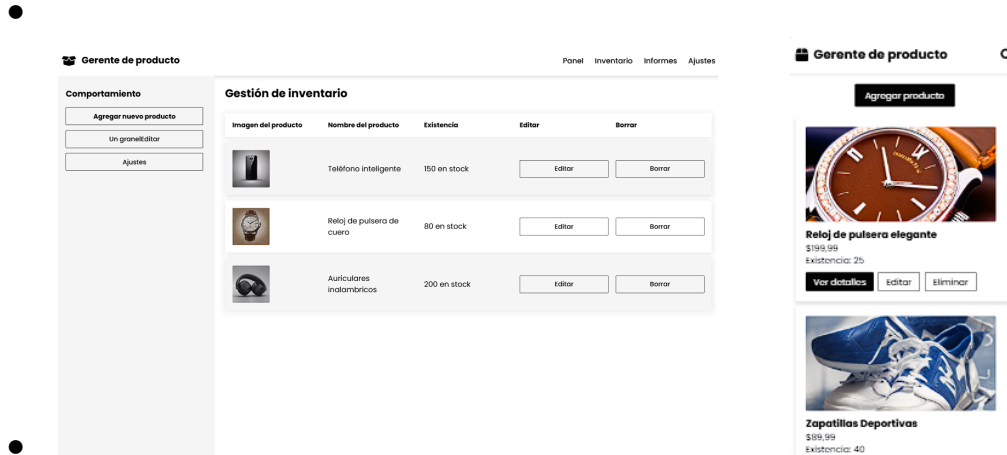 Gerente de producto
Panel Inventario Informes Ajustes
Comportamiento
Agregar nuevo producto
Un granelEditar
Ajustes
Gestión de inventario
Imagen del producto Nombre del producto Existencia Editar Borrar
Teléfono inteligente 150 en stock Editar Borrar
Reloj de pulsera de
cuero
80 en stock Editar Borrar
Auriculares
inalambricos
200 en stock Editar Borrar
Gerente de producto
Agregar producto
Reloj de pulsera elegante
$199,99
Existencia: 25
Ver detalles Editar Eliminar
Zapatillas Deportivas
$89,99
Existencia: 40